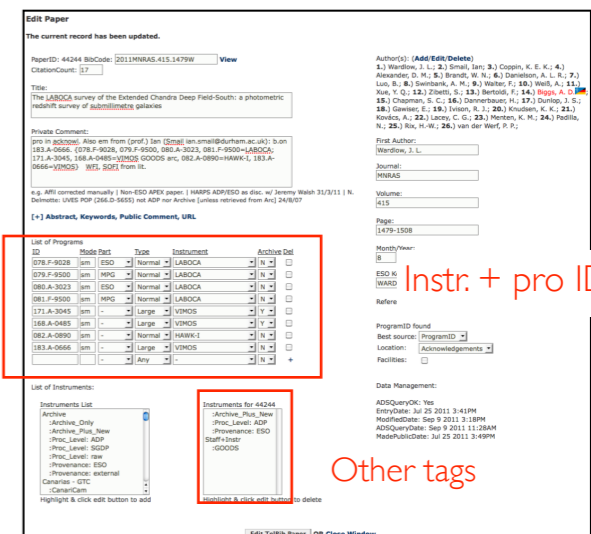 Edit Paper
The current record has been updated.
PaperID: 44244 BibCode: 2011MNRAS.415.1479W View
CitationCount: 17
Title:
The LABOCA survey of the Extended Chandra Deep Field-South: a photometric
redshift survey of submillimetre galaxies
Private Comment:
pro in acknowl. Also em from (prof.) Ian (Smail ian.smail@durham.ac.uk): b.on
183.A-0666. {078.F-9028, 079.F-9500, 080.A-3023, 081.F-9500=LABOCA;
171.A-3045, 168.A-0485=VIMOS GOODS arc, 082.A-0890=HAWK-I, 183.A-
0666=VIMOS} WFI, SOFI from lit.
e.g. Affil corrected manually | Non-ESO APEX paper. | HARPS ADP/ESO as disc. w/ Jeremy Walsh 31/3/11 | N.
Delmotte: UVES POP (266.D-5655) not ADP nor Archive [unless retrieved from Arc] 24/8/07
[+] Abstract, Keywords, Public Comment, URL
List of Programs
ID Mode Part Type Instrument Archive Del
078.F-9028 sm ESO Normal LABOCA N
079.F-9500 sm MPG Normal LABOCA N
080.A-3023 sm ESO Normal LABOCA N
081.F-9500 sm MPG Normal LABOCA N
171.A-3045 sm - Large VIMOS Y
168.A-0485 sm - Large VIMOS Y
082.A-0890 sm - Normal HAWK-I N
183.A-0666 sm - Large VIMOS N
- Any - N +
List of Instruments:
Instruments List
Archive
:Archive_Only
:Archive_Plus_New
:Proc_Level: ADP
:Proc_Level: SGDP
:Proc_Level: raw
:Provenance: ESO
:Provenance: external
Canarias - GTC
:CanariCam
Highlight & click edit button to add
Instruments for 44244
:Archive_Plus_New
:Proc_Level: ADP
:Provenance: ESO
Staff+Instr
:GOODS
Highlight & click edit button to delete
Author(s): (Add/Edit/Delete)
1.) Wardlow, J. L.; 2.) Smail, Ian; 3.) Coppin, K. E. K.; 4.)
Alexander, D. M.; 5.) Brandt, W. N.; 6.) Danielson, A. L. R.; 7.)
Luo, B.; 8.) Swinbank, A. M.; 9.) Walter, F.; 10.) Weiß, A.; 11.)
Xue, Y. Q.; 12.) Zibetti, S.; 13.) Bertoldi, F.; 14.) Biggs, A. D.
15.) Chapman, S. C.; 16.) Dannerbauer, H.; 17.) Dunlop, J. S.;
18.) Gawiser, E.; 19.) Ivison, R. J.; 20.) Knudsen, K. K.; 21.)
Kovács, A.; 22.) Lacey, C. G.; 23.) Menten, K. M.; 24.) Padilla,
N.; 25.) Rix, H.-W.; 26.) van der Werf, P. P.;
First Author:
Wardlow, J. L.
Journal:
MNRAS
Volume:
415
Page:
1479-1508
Month/Year:
8
ESO K
WARD
Refere
Instr. + pro ID
ProgramID found
Best source: ProgramID
Location: Acknowledgements
Facilities:
Data Management:
ADSQueryOK: Yes
EntryDate: Jul 25 2011 3:41PM
ModifiedDate: Sep 9 2011 3:18PM
ADSQueryDate: Sep 9 2011 11:28AM
MadePublicDate: Jul 25 2011 3:49PM
Other tags
Edit TelBib Paper OR Close Window